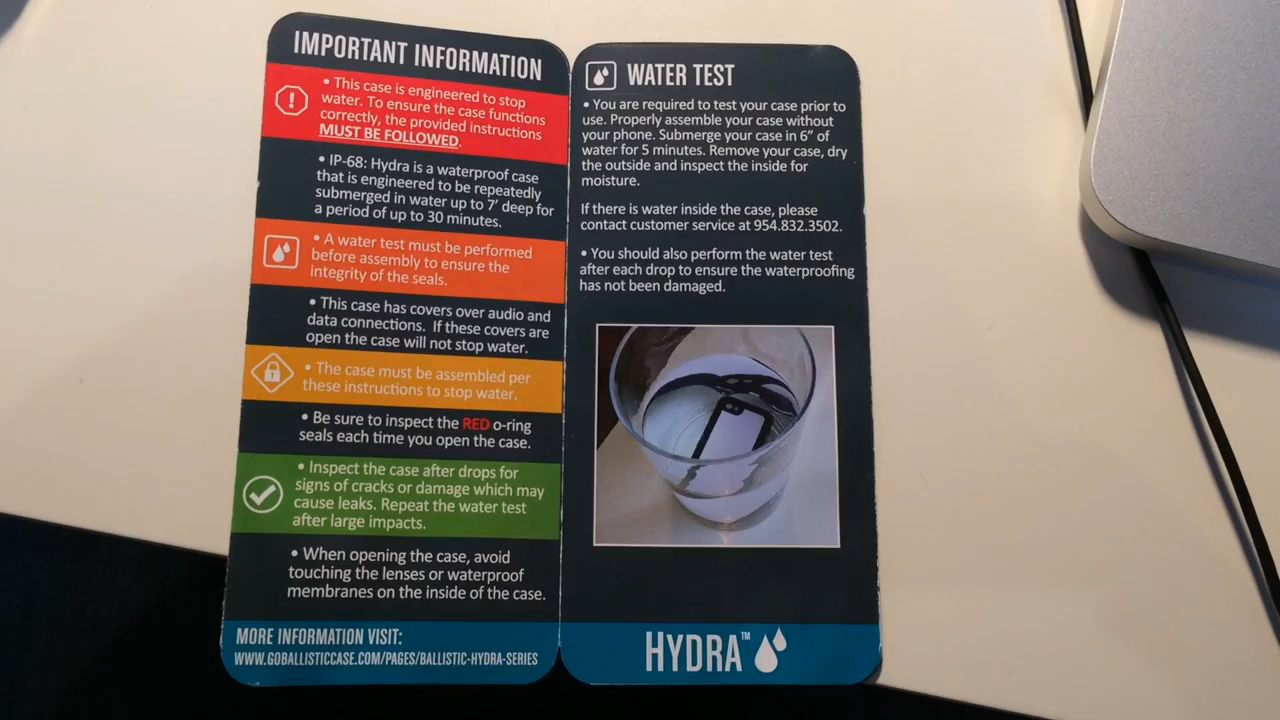 IMPORTANT INFORMATION
• This case is engineered to stop
water. To ensure the case functions
correctly, the provided instructions
MUST BE FOLLOWED.
• IP-68: Hydra is a waterproof case
that is engineered to be repeatedly
submerged in water up to 7' deep for
a period of up to 30 minutes.
• A water test must be performed
before assembly to ensure the
integrity of the seals.
• This case has covers over audio and
data connections. If these covers are
open the case will not stop water.
• The case must be assembled per
these instructions to stop water.
• Be sure to inspect the RED o-ring
seals each time you open the case.
• Inspect the case after drops for
signs of cracks or damage which may
cause leaks. Repeat the water test
after large impacts.
• When opening the case, avoid
touching the lenses or waterproof
membranes on the inside of the case.
MORE INFORMATION VISIT:
WWW.GOBALLISTICCASE.COM/PAGES/BALLISTIC-HYDRA-SERIES
WATER TEST
• You are required to test your case prior to
use. Properly assemble your case without
your phone. Submerge your case in 6” of
water for 5 minutes. Remove your case, dry
the outside and inspect the inside for
moisture.
If there is water inside the case, please
contact customer service at 954.832.3502.
• You should also perform the water test
after each drop to ensure the waterproofing
has not been damaged.
HYDRA™